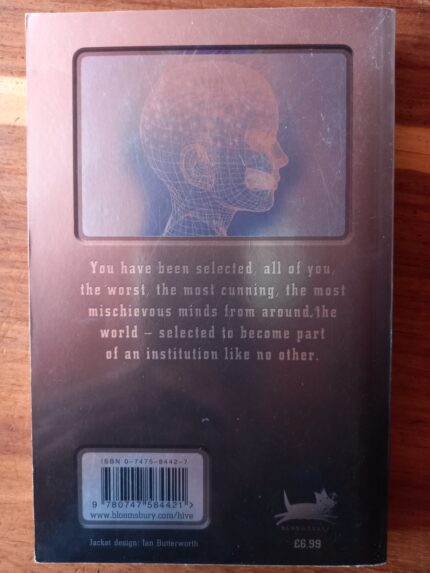 You have been selected, all of you,
the worst, the most cunning, the most
mischievous minds from around the
world – selected to become part
of an institution like no other.
ISBN 0-7475-8442-7
9 780747 584421 >
www.bloomsbury.com/hive
Jacket design: Ian Butterworth
BLOOMSBURY
£6.99